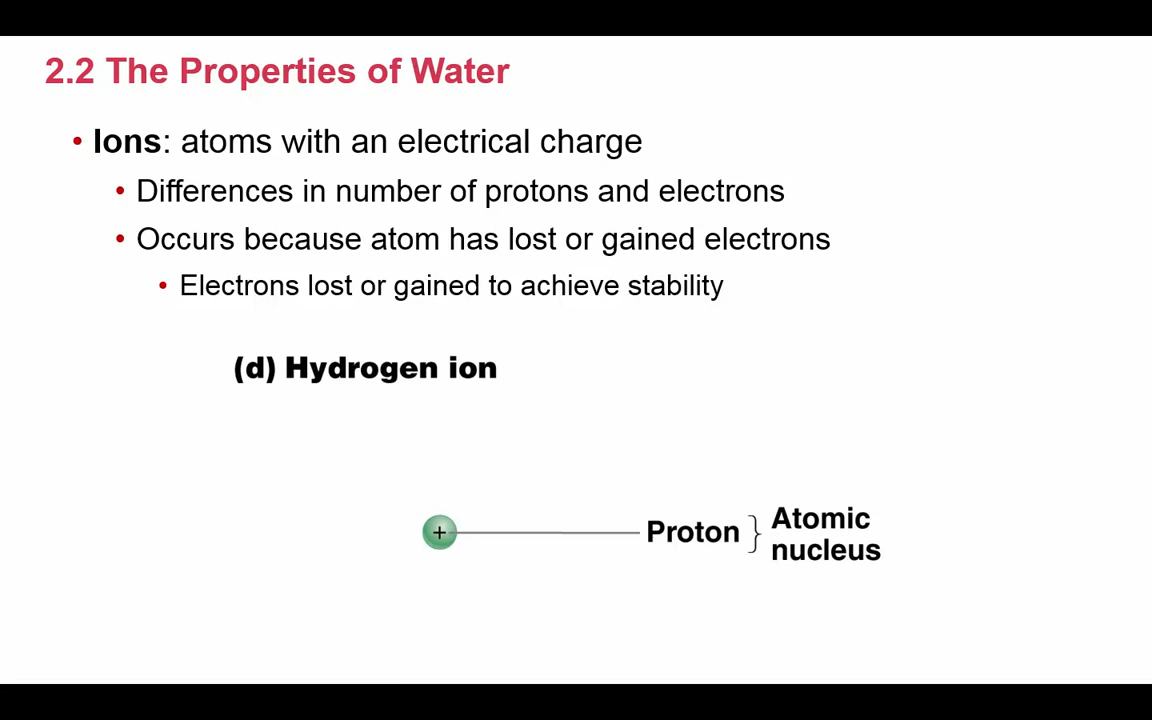 2.2 The Properties of Water
• Ions: atoms with an electrical charge
• Differences in number of protons and electrons
• Occurs because atom has lost or gained electrons
• Electrons lost or gained to achieve stability
(d) Hydrogen ion
+
Proton } Atomic
nucleus